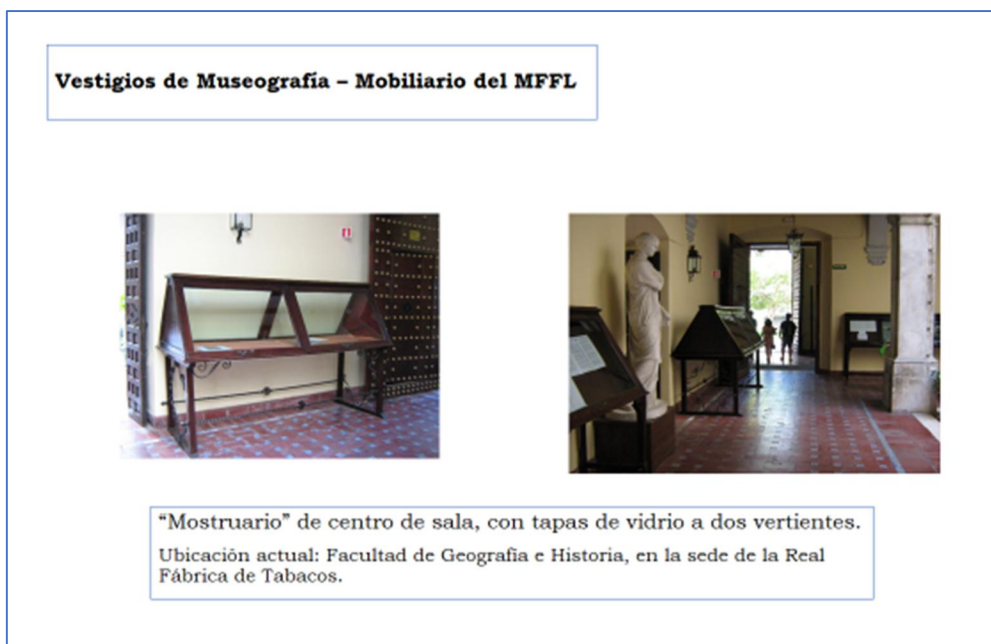 Vestigios de Museografía – Mobiliario del MFFL
“Mostruario” de centro de sala, con tapas de vidrio a dos vertientes.
Ubicación actual: Facultad de Geografía e Historia, en la sede de la Real
Fábrica de Tabacos.